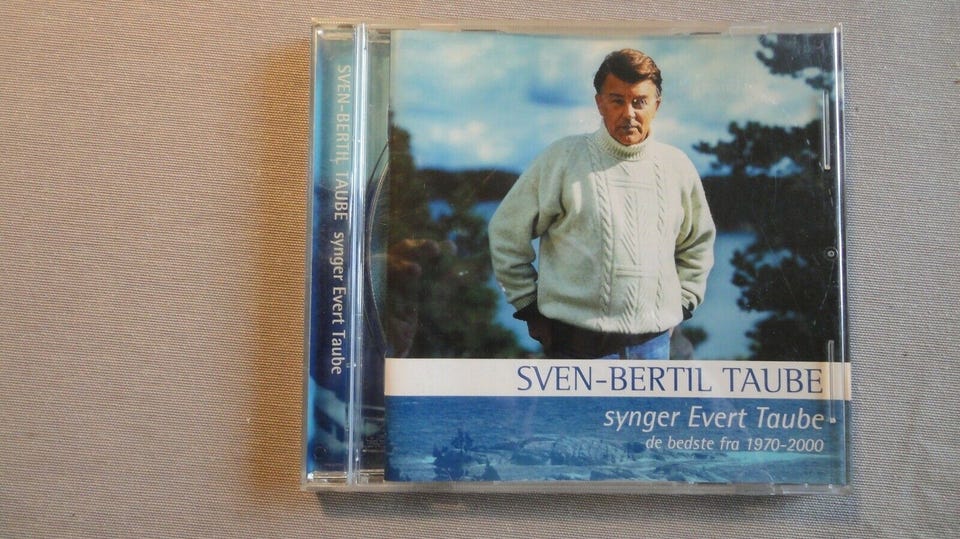 SVEN-BERTIL TAUBE synger Evert Taube
SVEN-BERTIL TAUBE
synger Evert Taube
de bedste fra 1970-2000